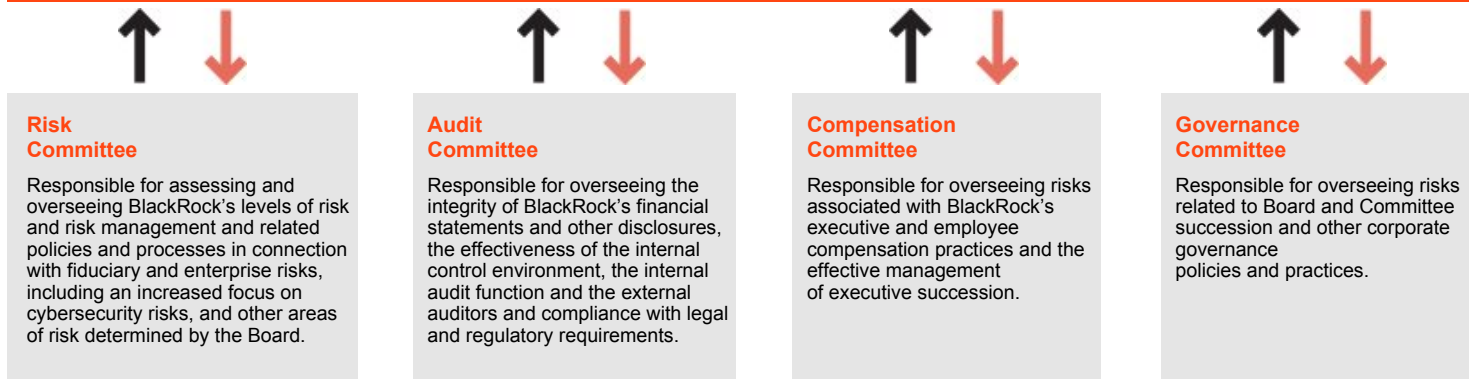 Risk
Committee
Responsible for assessing and
overseeing BlackRock’s levels of risk
and risk management and related
policies and processes in connection
with fiduciary and enterprise risks,
including an increased focus on
cybersecurity risks, and other areas
of risk determined by the Board.
Audit
Committee
Responsible for overseeing the
integrity of BlackRock’s financial
statements and other disclosures,
the effectiveness of the internal
control environment, the internal
audit function and the external
auditors and compliance with legal
and regulatory requirements.
Compensation
Committee
Responsible for overseeing risks
associated with BlackRock’s
executive and employee
compensation practices and the
effective management
of executive succession.
Governance
Committee
Responsible for overseeing risks
related to Board and Committee
succession and other corporate
governance
policies and practices.